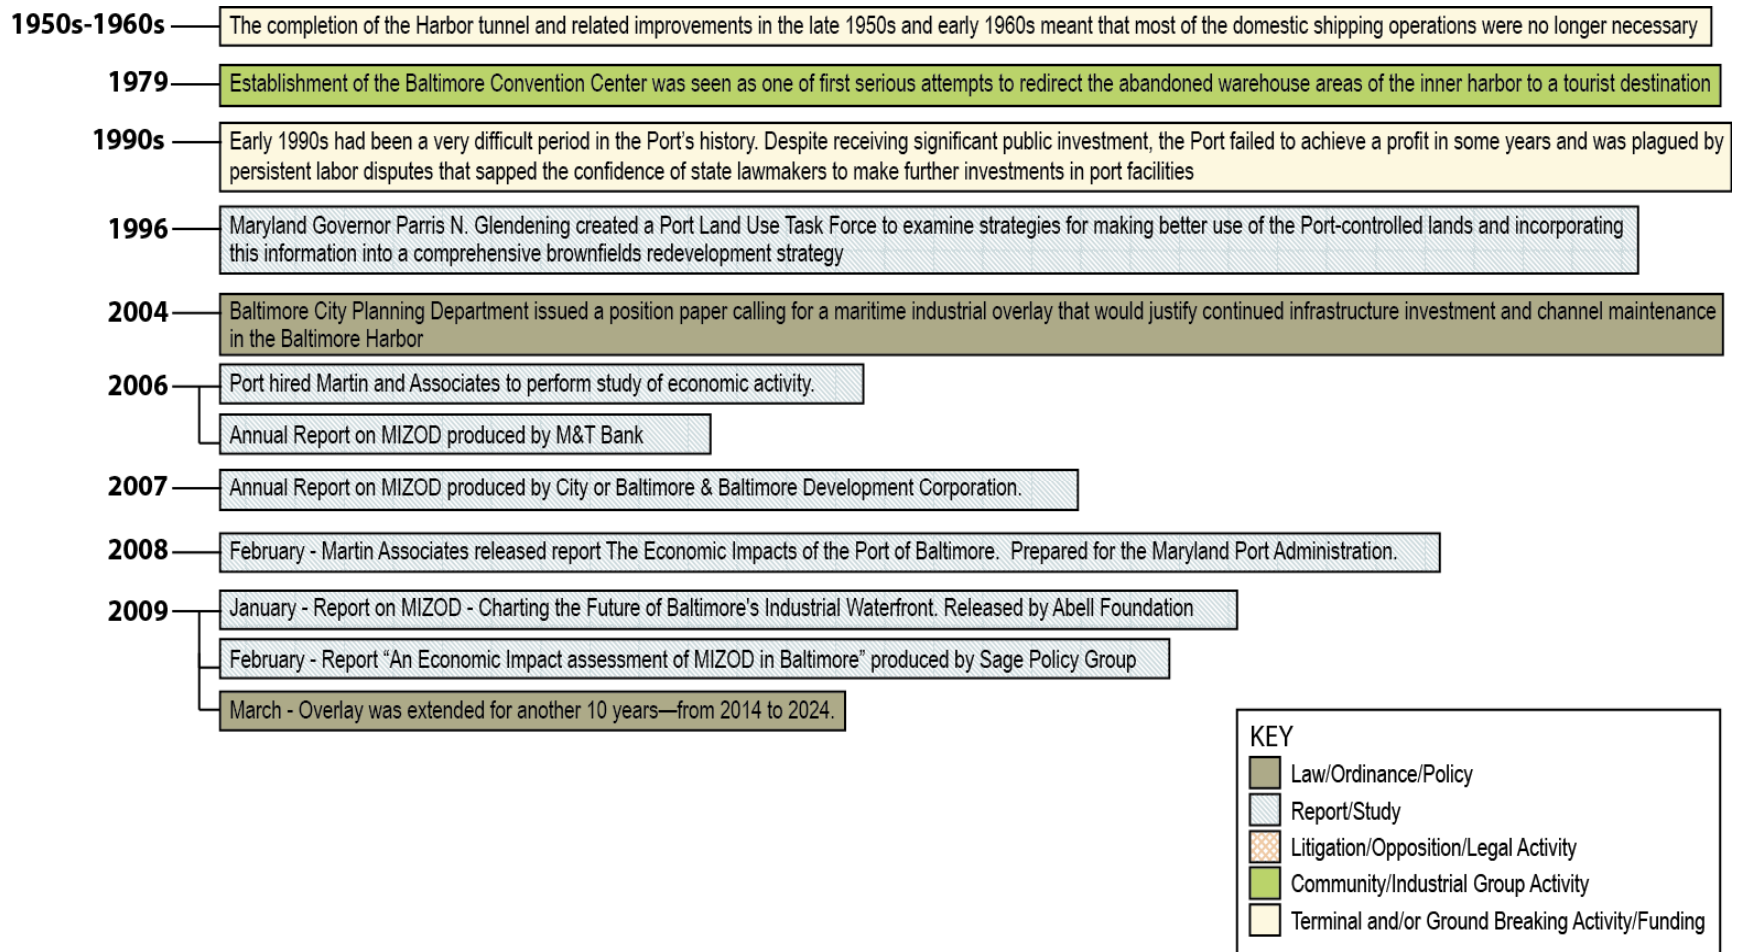 1950s-1960s
The completion of the Harbor tunnel and related improvements in the late 1950s and early 1960s meant that most of the domestic shipping operations were no longer necessary
1979
Establishment of the Baltimore Convention Center was seen as one of first serious attempts to redirect the abandoned warehouse areas of the inner harbor to a tourist destination
1990s
Early 1990s had been a very difficult period in the Port's history. Despite receiving significant public investment, the Port failed to achieve a profit in some years and was plagued by
persistent labor disputes that sapped the confidence of state lawmakers to make further investments in port facilities
1996
Maryland Governor Parris N. Glendening created a Port Land Use Task Force to examine strategies for making better use of the Port-controlled lands and incorporating
this information into a comprehensive brownfields redevelopment strategy
2004
Baltimore City Planning Department issued a position paper calling for a maritime industrial overlay that would justify continued infrastructure investment and channel maintenance
in the Baltimore Harbor
2006
Port hired Martin and Associates to perform study of economic activity.
Annual Report on MIZOD produced by M&T Bank
2007
Annual Report on MIZOD produced by City or Baltimore & Baltimore Development Corporation.
2008
February - Martin Associates released report The Economic Impacts of the Port of Baltimore.  Prepared for the Maryland Port Administration.
2009
January - Report on MIZOD - Charting the Future of Baltimore's Industrial Waterfront. Released by Abell Foundation
February - Report “An Economic Impact assessment of MIZOD in Baltimore” produced by Sage Policy Group
March - Overlay was extended for another 10 years—from 2014 to 2024.
KEY
Law/Ordinance/Policy
Report/Study
Litigation/Opposition/Legal Activity
Community/Industrial Group Activity
Terminal and/or Ground Breaking Activity/Funding